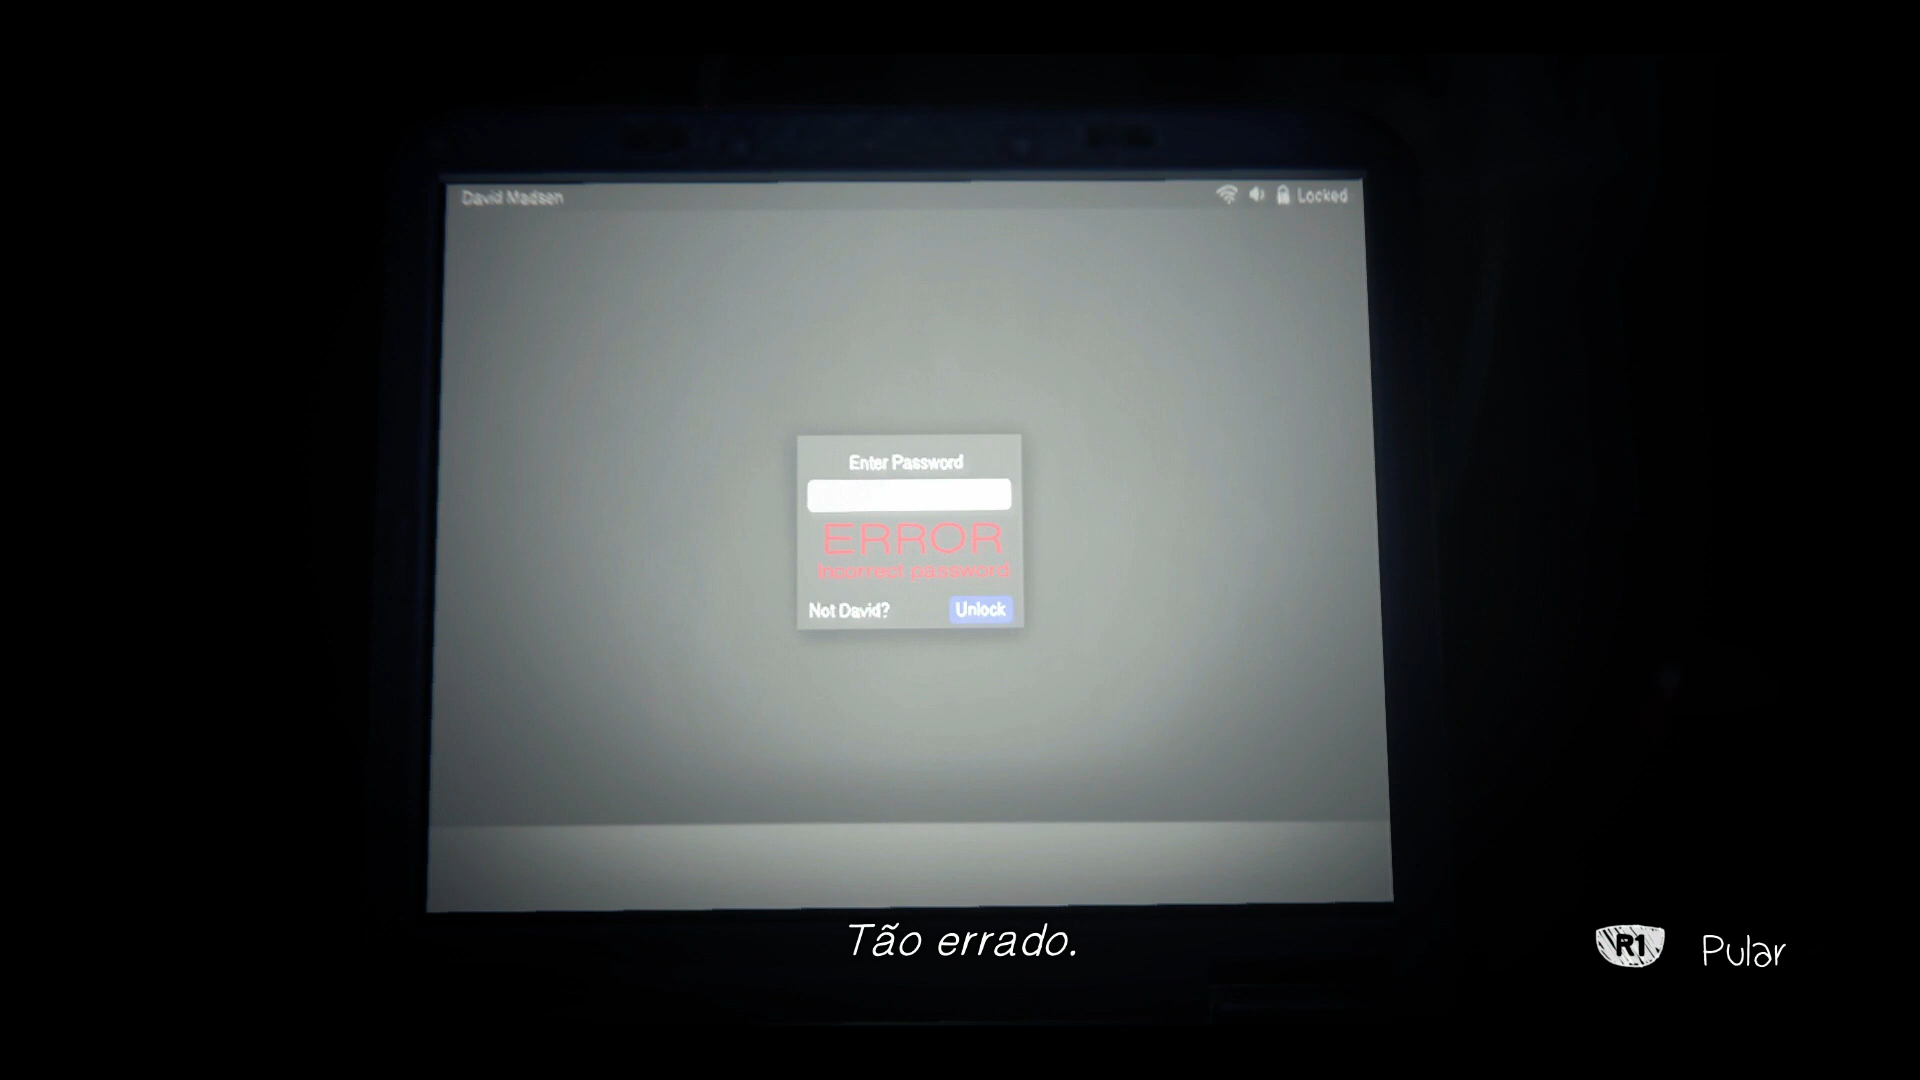 David Madsen
Locked
Enter Password
ERROR
Incorrect password
Not David?
Unlock
Tão errado.
R1 Pular